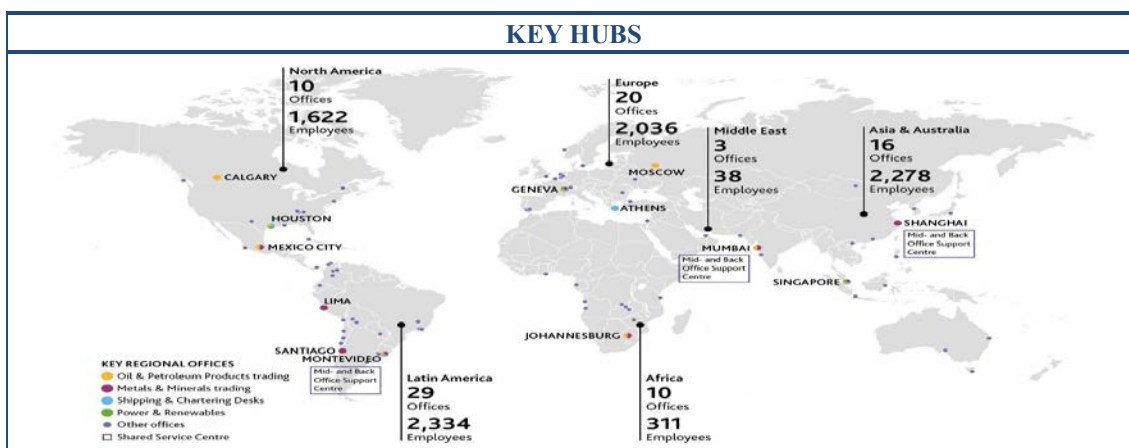 KEY HUBS
North America
10
Offices
1,622
Employees
Europe
20
Offices
2,036
Employees
Middle East
3
Offices
38
Employees
Asia & Australia
16
Offices
2,278
Employees
CALGARY
HOUSTON
MEXICO CITY
LIMA
SANTIAGO
MONTEVIDEO
Mid- and Back
Office Support
Centre
GENEVA
MOSCOW
ATHENS
MUMBAI
Mid- and Back
Office Support
Centre
SHANGHAI
Mid- and Back
Office Support
Centre
SINGAPORE
JOHANNESBURG
Latin America
29
Offices
2,334
Employees
Africa
10
Offices
311
Employees
KEY REGIONAL OFFICES
Oil & Petroleum Products trading
Metals & Minerals trading
Shipping & Chartering Desks
Power & Renewables
Other offices
Shared Service Centre